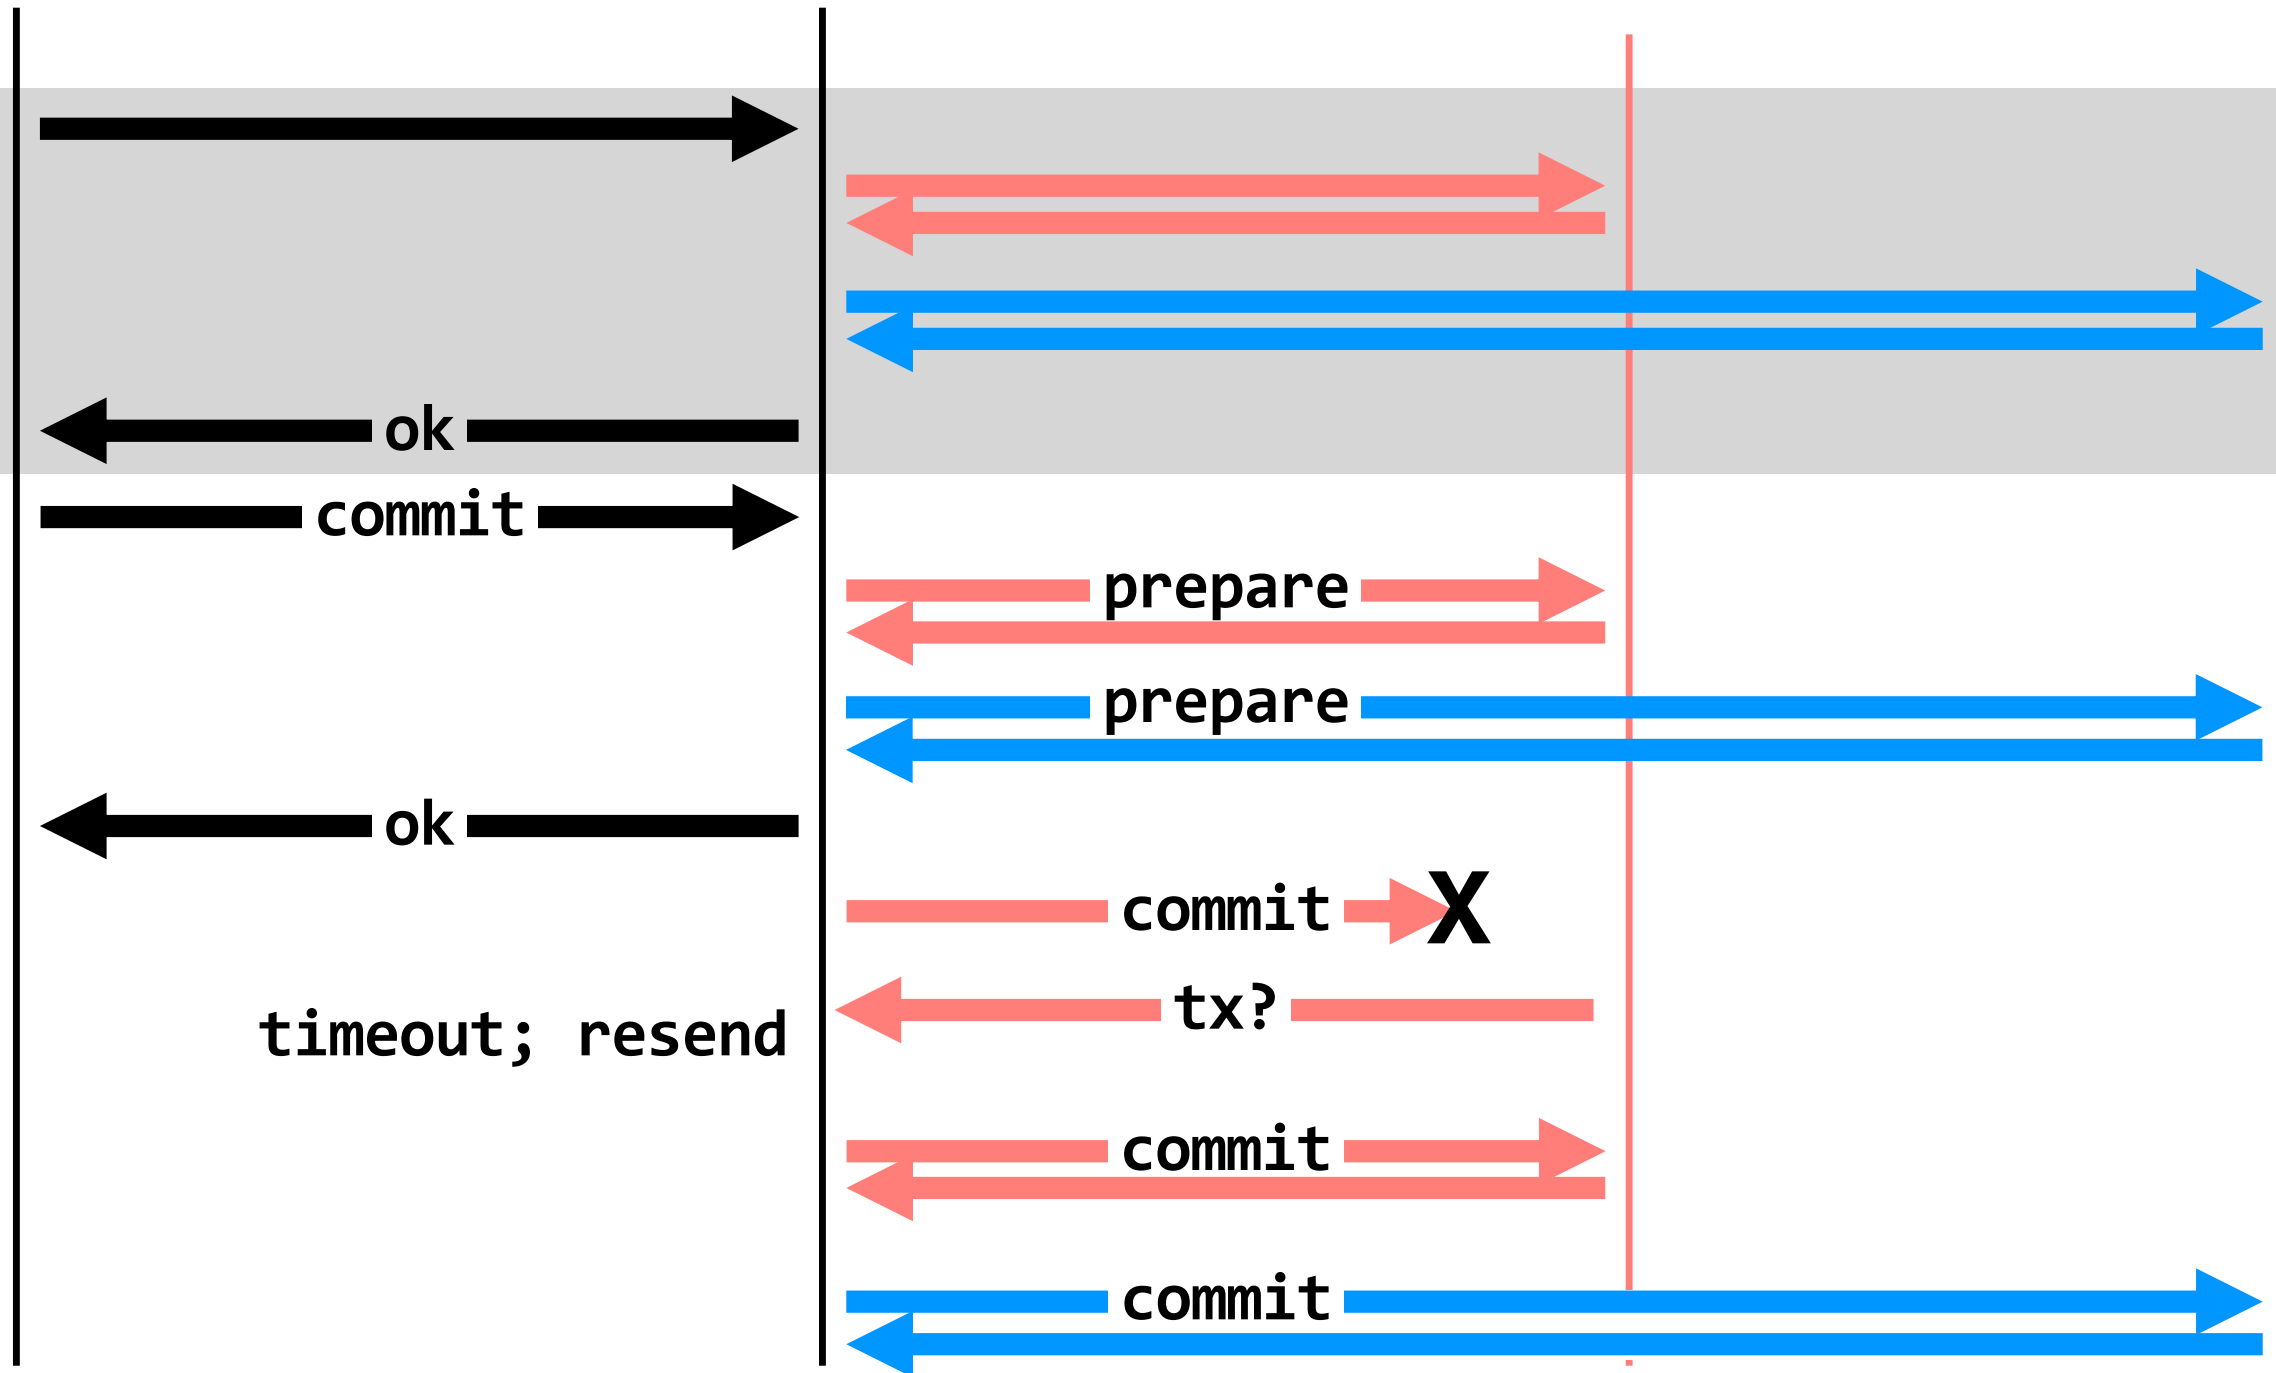 ok
commit
prepare
prepare
ok
commit X
tx?
timeout; resend
commit
commit